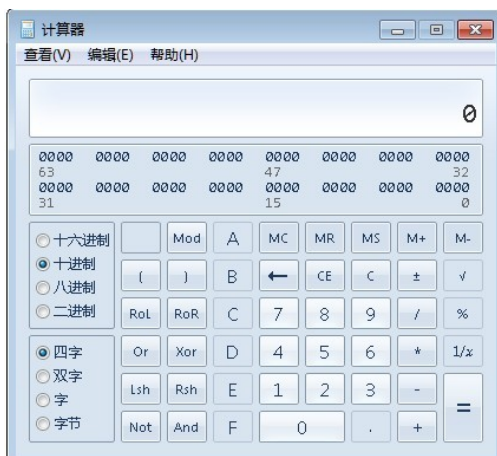 计算器
查看(V) 编辑(E) 帮助(H)
0
0000 0000 0000 0000 0000 0000 0000 0000
63 47 32
0000 0000 0000 0000 0000 0000 0000 0000
31 15 0
十六进制 Mod A MC MR MS M+ M-
十进制
八进制 ( ) B ← CE C ± √
二进制 RoL RoR C 7 8 9 / %
四字 Or Xor D 4 5 6 * 1/x
双字
字 Lsh Rsh E 1 2 3 - =
字节 Not And F 0 . +